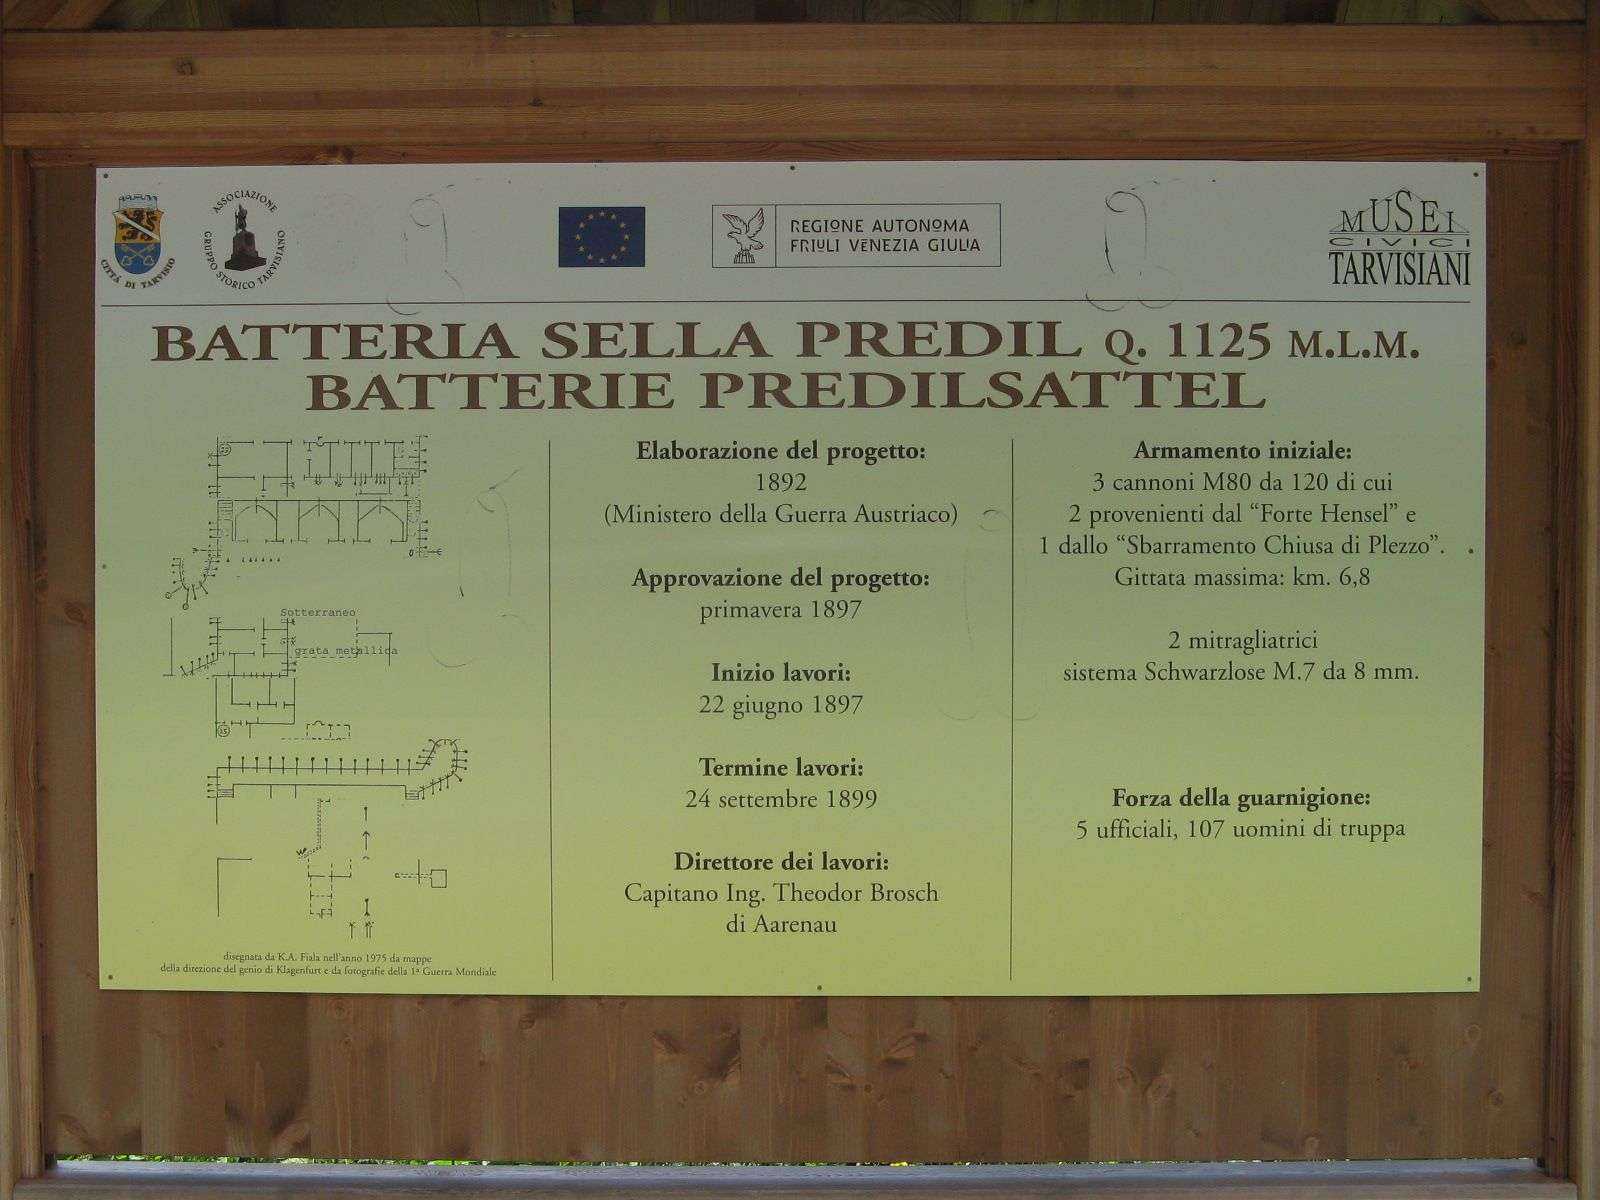 CITTÁ DI TARVISIO
ASSOCIAZIONE
GRUPPO STORICO TARVISIANO
REGIONE AUTONOMA
FRIULI VENEZIA GIULIA
MUSEI
CIVICI
TARVISIANI
BATTERIA SELLA PREDIL Q. 1125 M.L.M.
BATTERIE PREDILSATTEL
Sotterraneo
grata metallica
disegnata da K.A. Fiala nell'anno 1975 da mappe
della direzione del genio di Klagenfurt e da fotografie della 1ª Guerra Mondiale
Elaborazione del progetto:
1892
(Ministero della Guerra Austriaco)
Approvazione del progetto:
primavera 1897
Inizio lavori:
22 giugno 1897
Termine lavori:
24 settembre 1899
Direttore dei lavori:
Capitano Ing. Theodor Brosch
di Aarenau
Armamento iniziale:
3 cannoni M80 da 120 di cui
2 provenienti dal “Forte Hensel” e
1 dallo “Sbarramento Chiusa di Plezzo”.
Gittata massima: km. 6,8
2 mitragliatrici
sistema Schwarzlose M.7 da 8 mm.
Forza della guarnigione:
5 ufficiali, 107 uomini di truppa